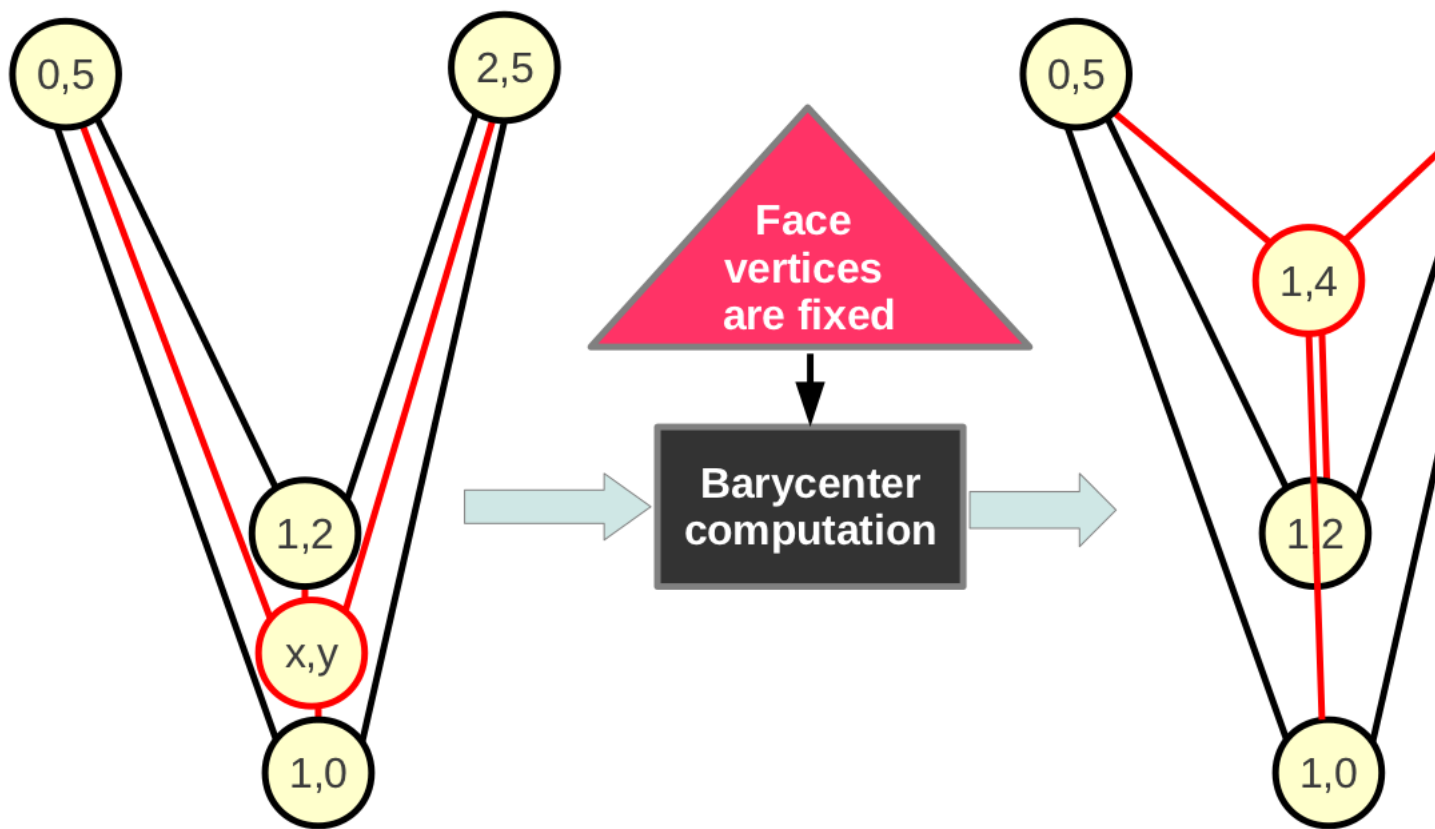 0,5
2,5
0,5
Face
vertices
are fixed
1,4
Barycenter
computation
1,2
1,2
x,y
1,0
1,0